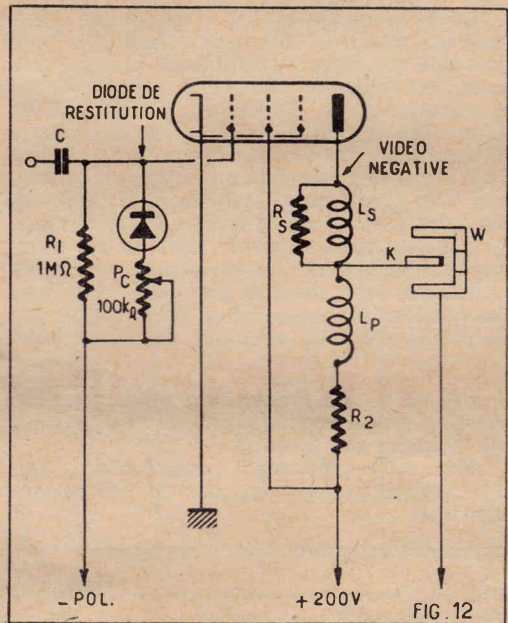 DIODE DE
RESTITUTION
C
VIDEO
NEGATIVE
R1
1MΩ
PC
100kΩ
RS
LS
K
W
LP
R2
_ POL.
+ 200V
FIG. 12